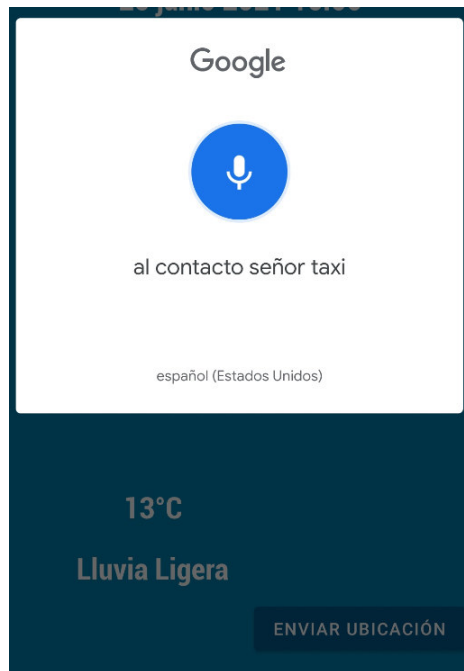 Google
al contacto señor taxi
español (Estados Unidos)
13°C
Lluvia Ligera
ENVIAR UBICACIÓN